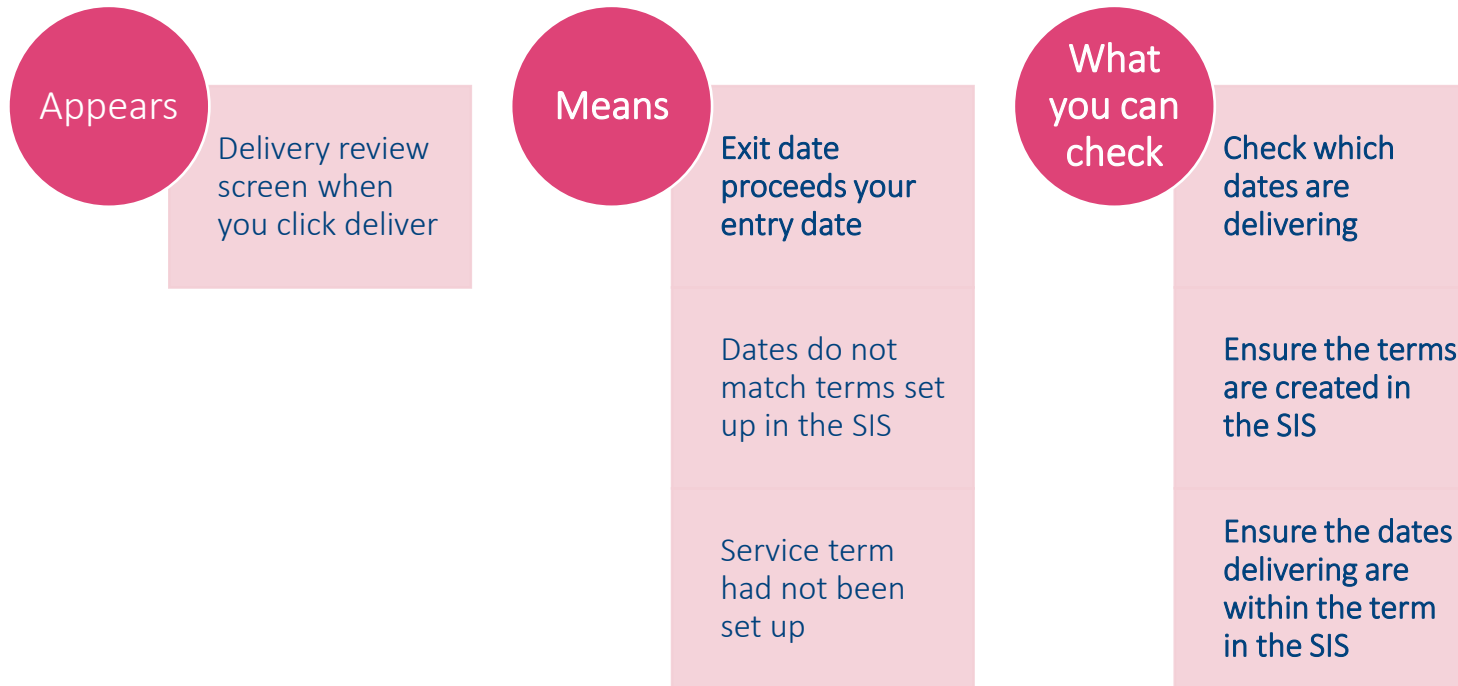 Appears
Delivery review
screen when
you click deliver
Means
Exit date
proceeds your
entry date
Dates do not
match terms set
up in the SIS
Service term
had not been
set up
What
you can
check
Check which
dates are
delivering
Ensure the terms
are created in
the SIS
Ensure the dates
delivering are
within the term
in the SIS